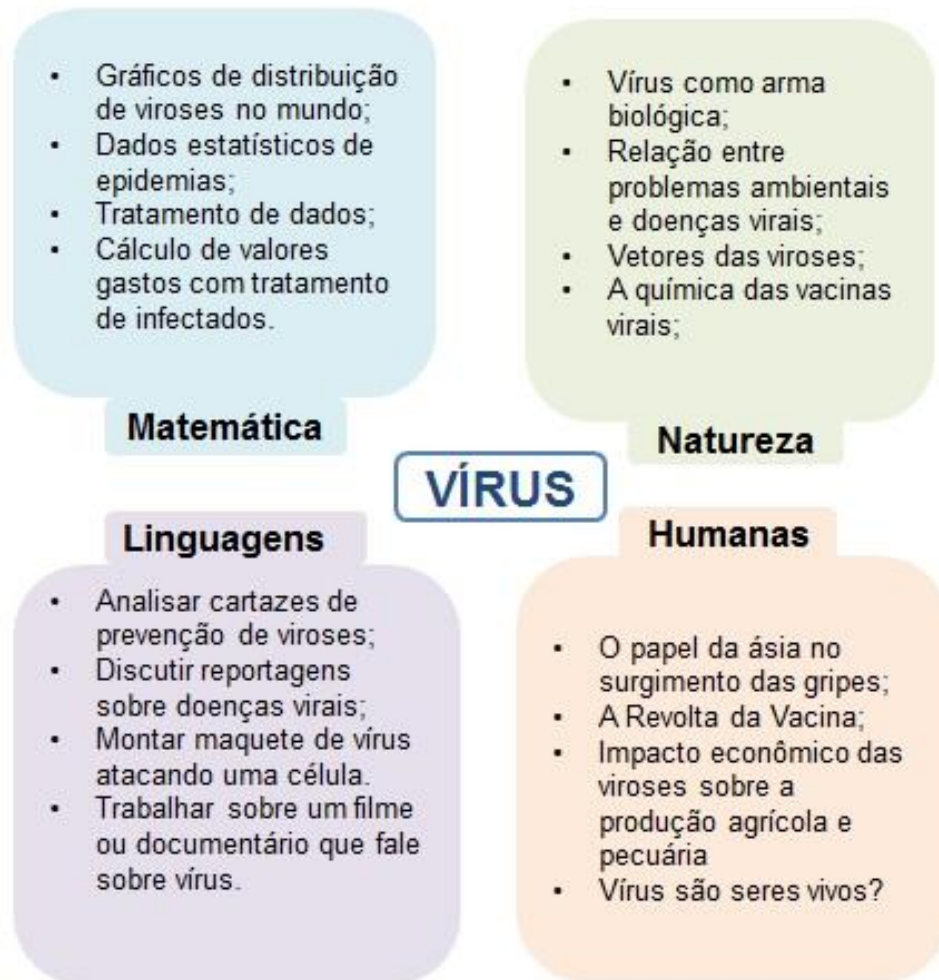 • Gráficos de distribuição
de viroses no mundo;
• Dados estatísticos de
epidemias;
• Tratamento de dados;
• Cálculo de valores
gastos com tratamento
de infectados.
Matemática
• Vírus como arma
biológica;
• Relação entre
problemas ambientais
e doenças virais;
• Vetores das viroses;
• A química das vacinas
virais;
Natureza
VÍRUS
Linguagens
• Analisar cartazes de
prevenção de viroses;
• Discutir reportagens
sobre doenças virais;
• Montar maquete de vírus
atacando uma célula.
• Trabalhar sobre um filme
ou documentário que fale
sobre vírus.
Humanas
• O papel da ásia no
surgimento das gripes;
• A Revolta da Vacina;
• Impacto econômico das
viroses sobre a
produção agrícola e
pecuária
• Vírus são seres vivos?